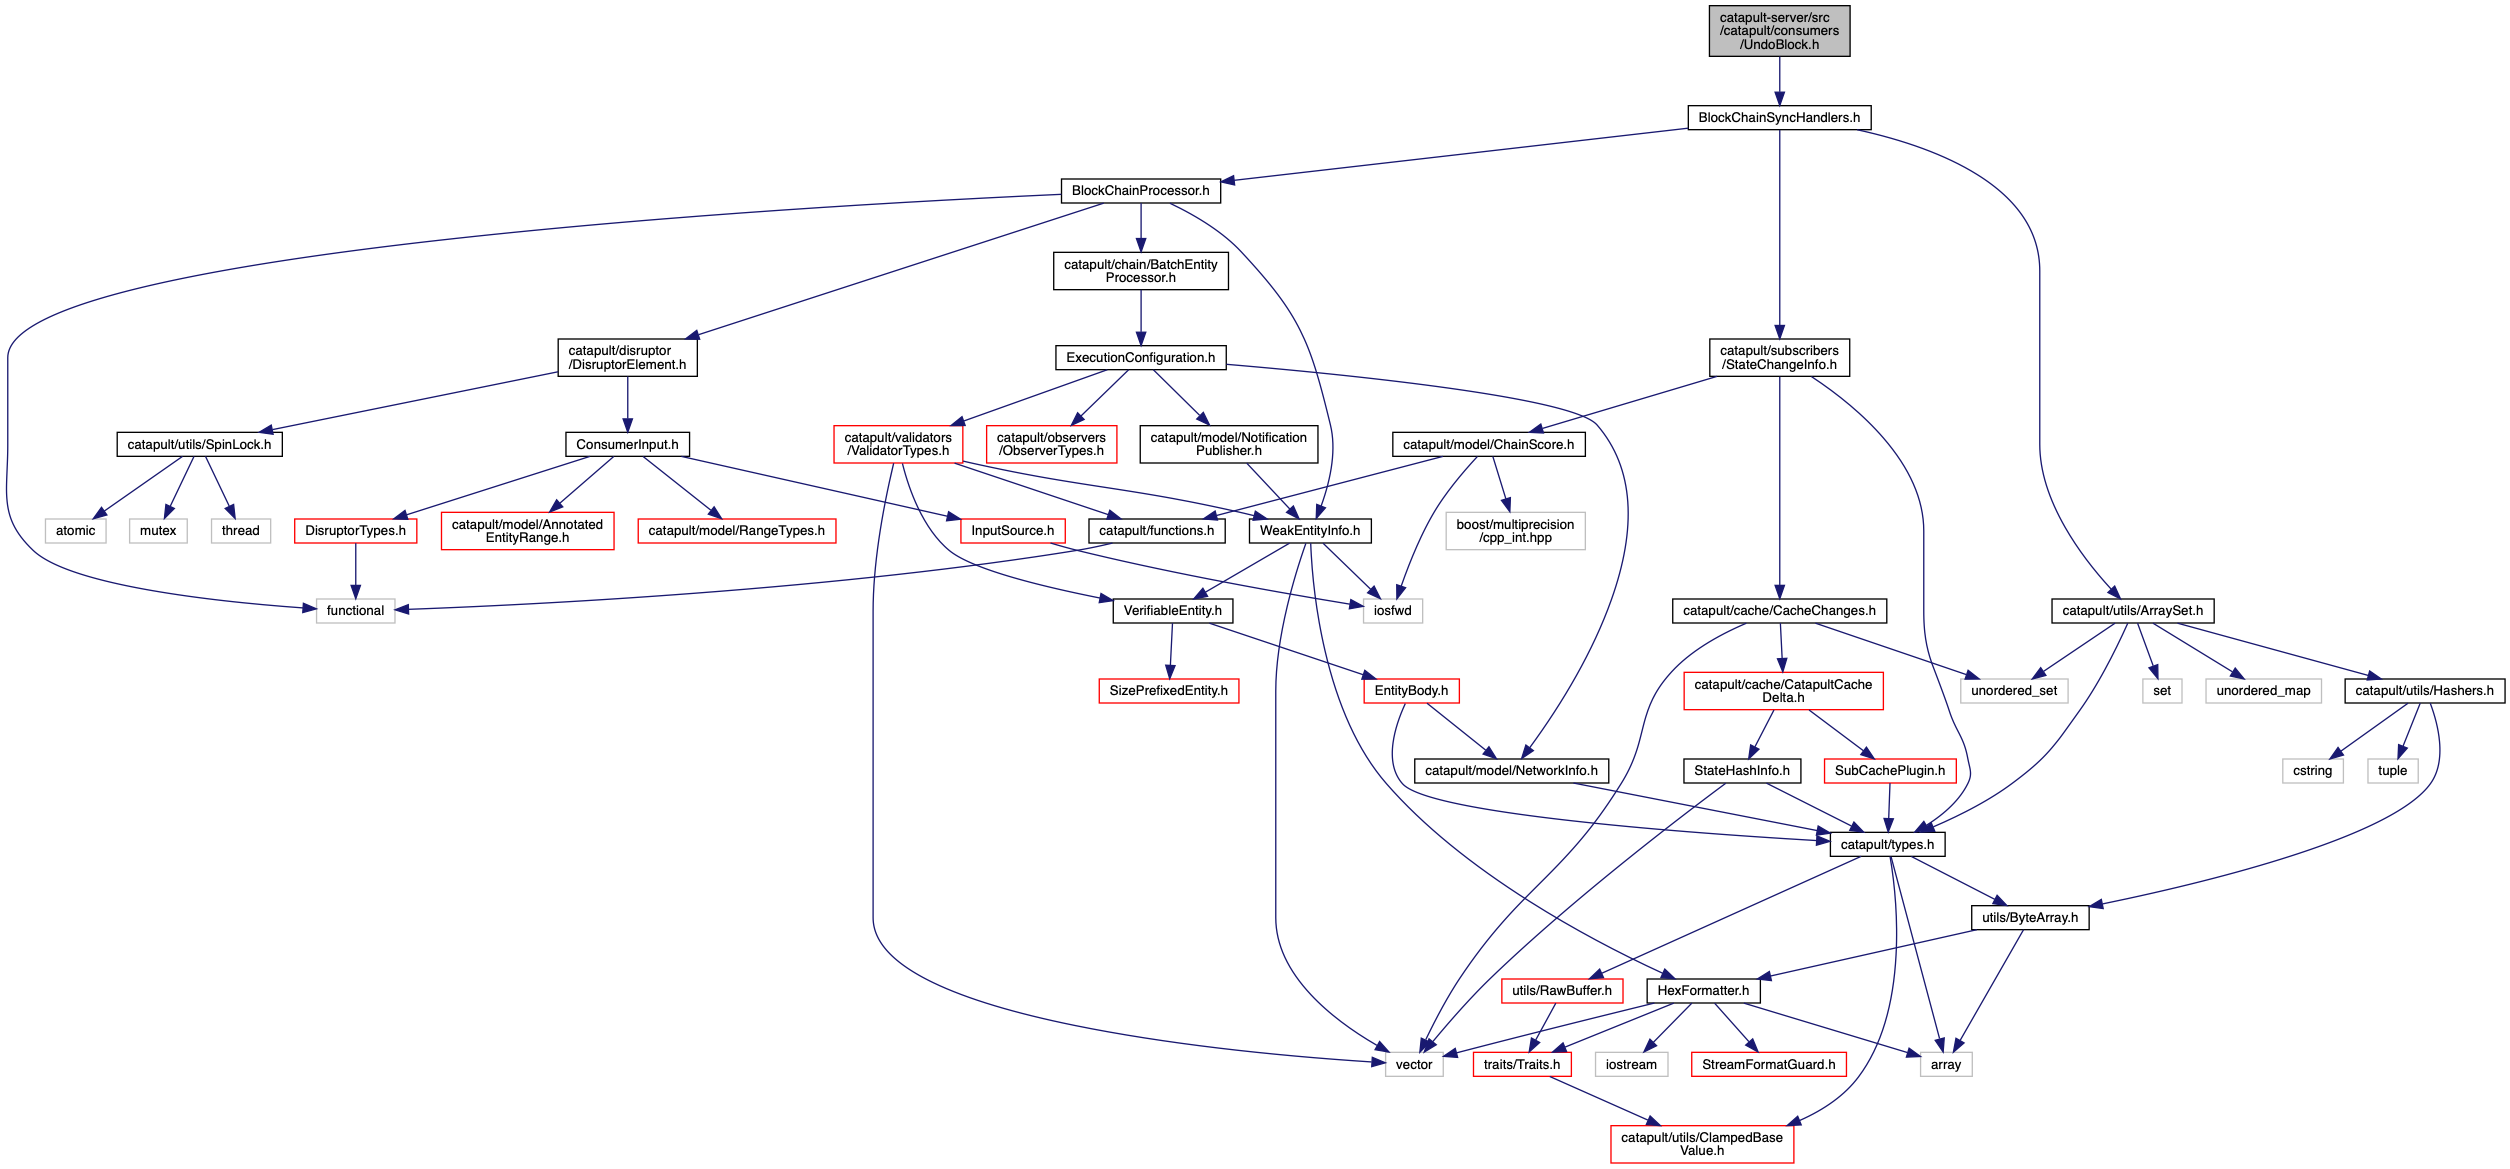 catapult-server/src
/catapult/consumers
/UndoBlock.h
BlockChainSyncHandlers.h
BlockChainProcessor.h
catapult/chain/BatchEntity
Processor.h
catapult/disruptor
/DisruptorElement.h
ExecutionConfiguration.h
catapult/subscribers
/StateChangeInfo.h
catapult/utils/SpinLock.h
ConsumerInput.h
catapult/validators
/ValidatorTypes.h
catapult/observers
/ObserverTypes.h
catapult/model/Notification
Publisher.h
catapult/model/ChainScore.h
atomic
mutex
thread
DisruptorTypes.h
catapult/model/Annotated
EntityRange.h
catapult/model/RangeTypes.h
InputSource.h
catapult/functions.h
WeakEntityInfo.h
boost/multiprecision
/cpp_int.hpp
functional
VerifiableEntity.h
iosfwd
catapult/cache/CacheChanges.h
catapult/utils/ArraySet.h
SizePrefixedEntity.h
EntityBody.h
catapult/cache/CatapultCache
Delta.h
unordered_set
set
unordered_map
catapult/utils/Hashers.h
catapult/model/NetworkInfo.h
StateHashInfo.h
SubCachePlugin.h
cstring
tuple
catapult/types.h
utils/ByteArray.h
utils/RawBuffer.h
HexFormatter.h
vector
traits/Traits.h
iostream
StreamFormatGuard.h
array
catapult/utils/ClampedBase
Value.h